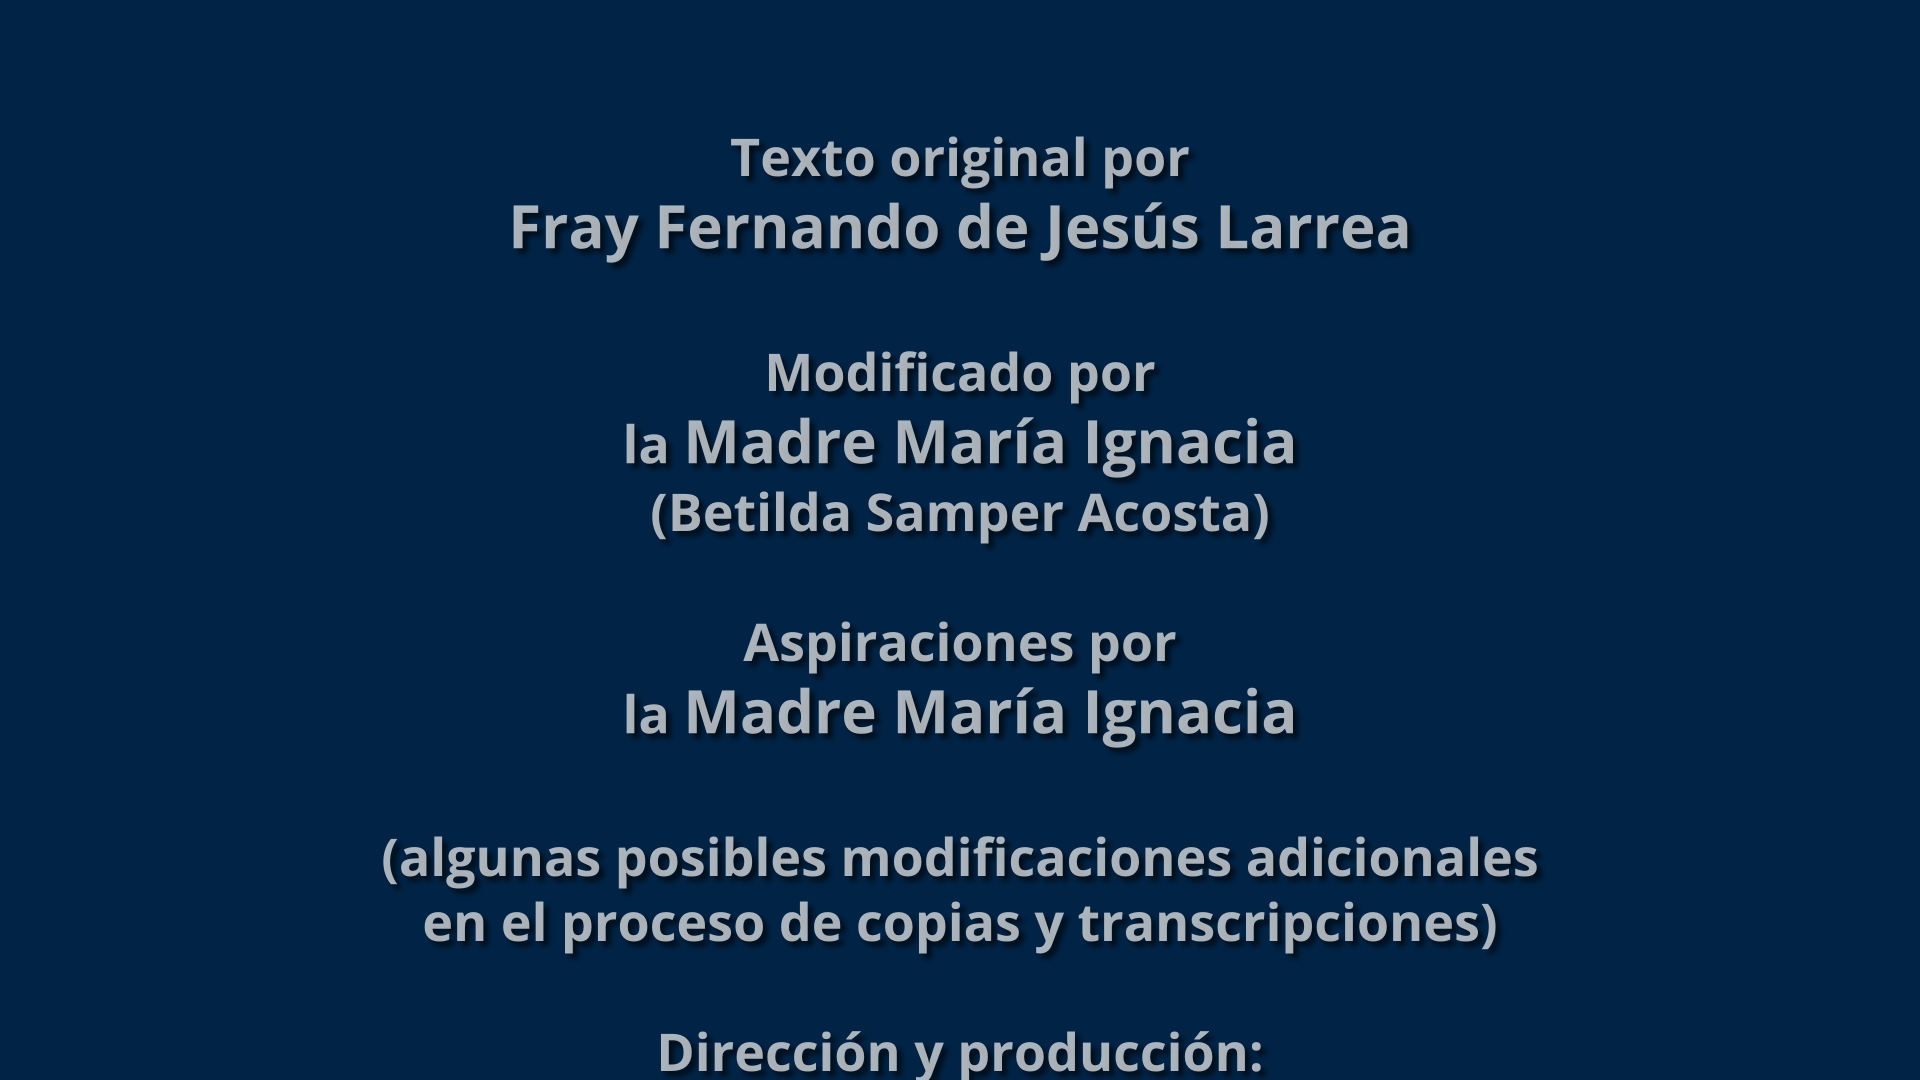 Texto original por
Fray Fernando de Jesús Larrea
Modificado por
la Madre María Ignacia
(Betilda Samper Acosta)
Aspiraciones por
la Madre María Ignacia
(algunas posibles modificaciones adicionales
en el proceso de copias y transcripciones)
Dirección y producción: